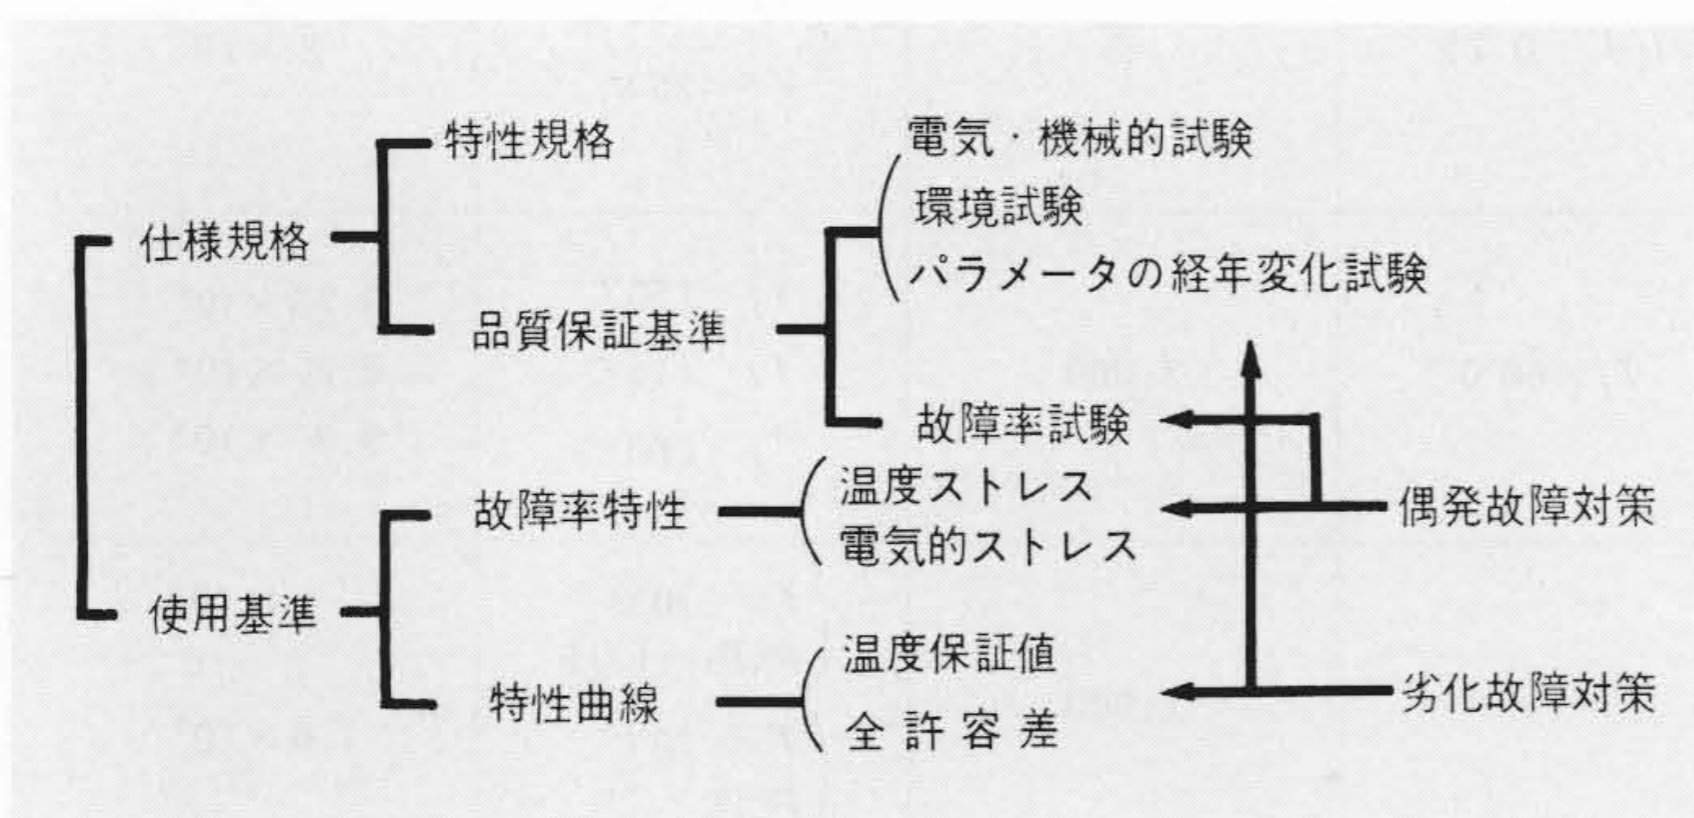 特性規格
電気・機械的試験
環境試験
仕様規格
パラメータの経年変化試験
品質保証基準
故障率試験
温度ストレス
故障率特性
偶発故障対策
電気的ストレス
使用基準
温度保証値
特性曲線
劣化故障対策
全許容差